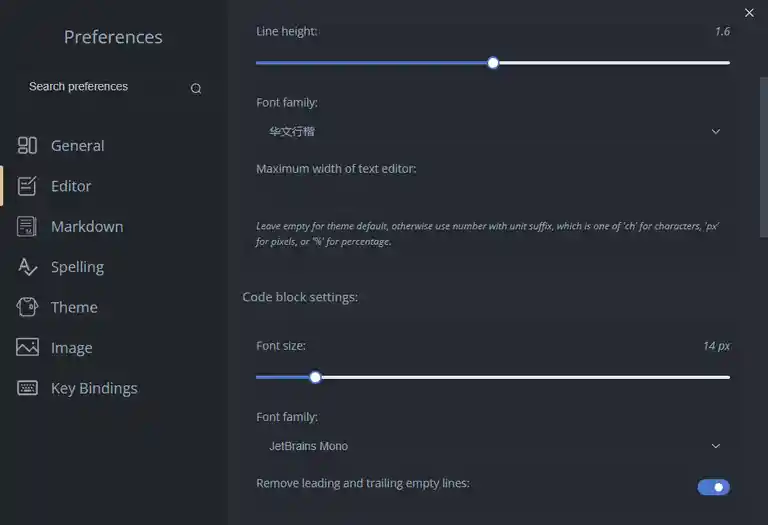 Preferences
Search preferences
General
Editor
Markdown
Spelling
Theme
Image
Key Bindings
Line height:
1.6
Font family:
华文行楷
Maximum width of text editor:
Leave empty for theme default, otherwise use number with unit suffix, which is one of 'ch' for characters, 'px'
for pixels, or '%' for percentage.
Code block settings:
Font size:
14 px
Font family:
JetBrains Mono
Remove leading and trailing empty lines: